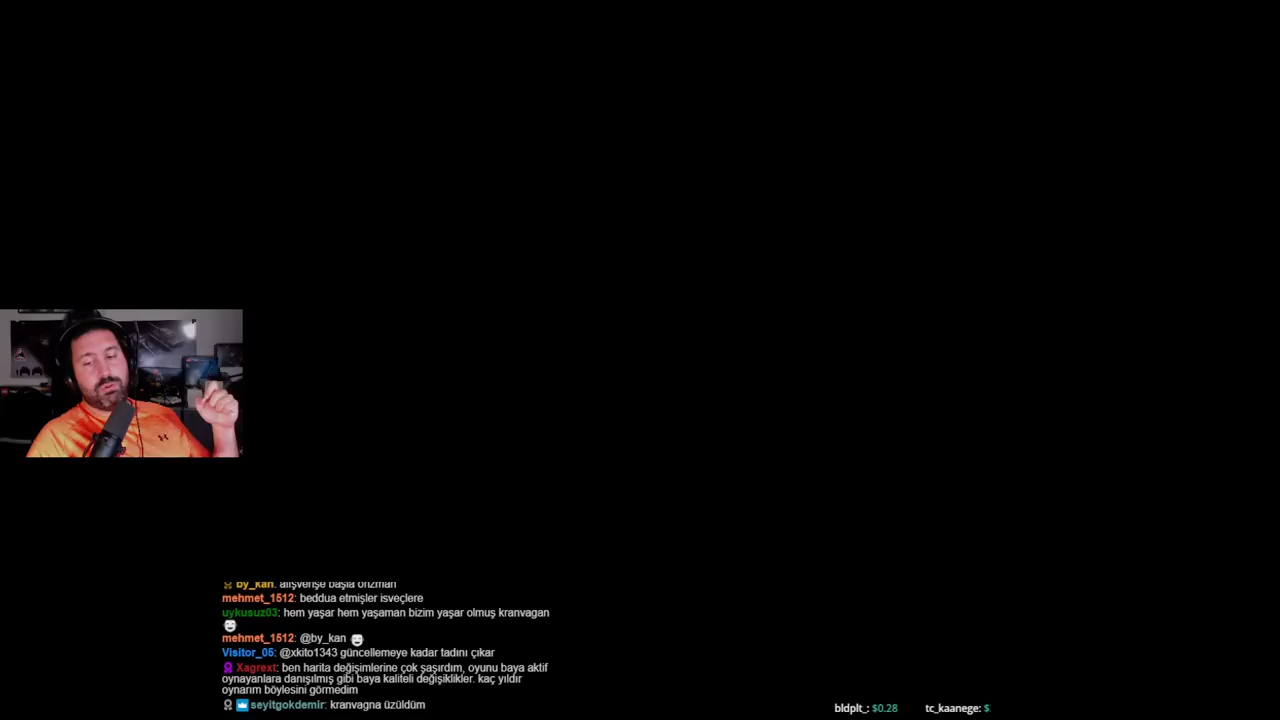 by_kan: alışverişe başla orızman
mehmet_1512: beddua etmişler isveçlere
uykusuz03: hem yaşar hem yaşaman bizim yaşar olmuş kranvagan
mehmet_1512: @by_kan
Visitor_05: @xkito1343 güncellemeye kadar tadını çıkar
Xagrext: ben harita değişimlerine çok şaşırdım, oyunu baya aktif
oynayanlara danışılmış gibi baya kaliteli değişiklikler. kaç yıldır
oynarım böylesini görmedim
seyitgokdemir: kranvagna üzüldüm
bldplt_: $0.28 tc_kaanege: $